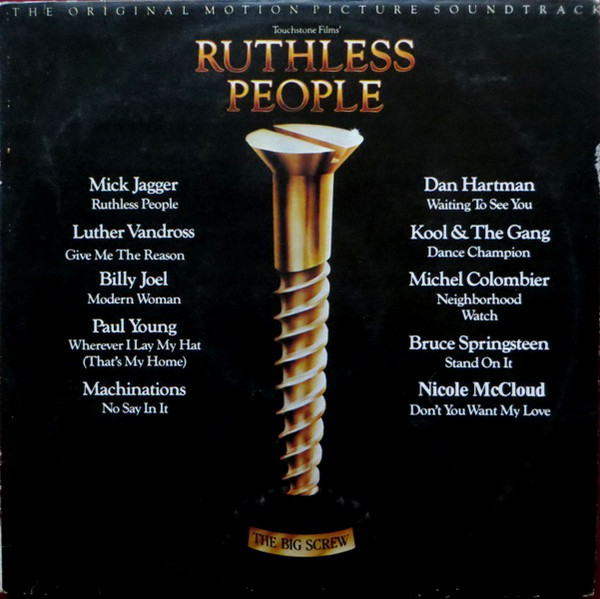 THE ORIGINAL MOTION PICTURE SOUNDTRACK
Touchstone Films'
RUTHLESS
PEOPLE
Mick Jagger
Ruthless People
Luther Vandross
Give Me The Reason
Billy Joel
Modern Woman
Paul Young
Wherever I Lay My Hat
(That's My Home)
Machinations
No Say In It
Dan Hartman
Waiting To See You
Kool & The Gang
Dance Champion
Michel Colombier
Neighborhood
Watch
Bruce Springsteen
Stand On It
Nicole McCloud
Don't You Want My Love
THE BIG SCREW